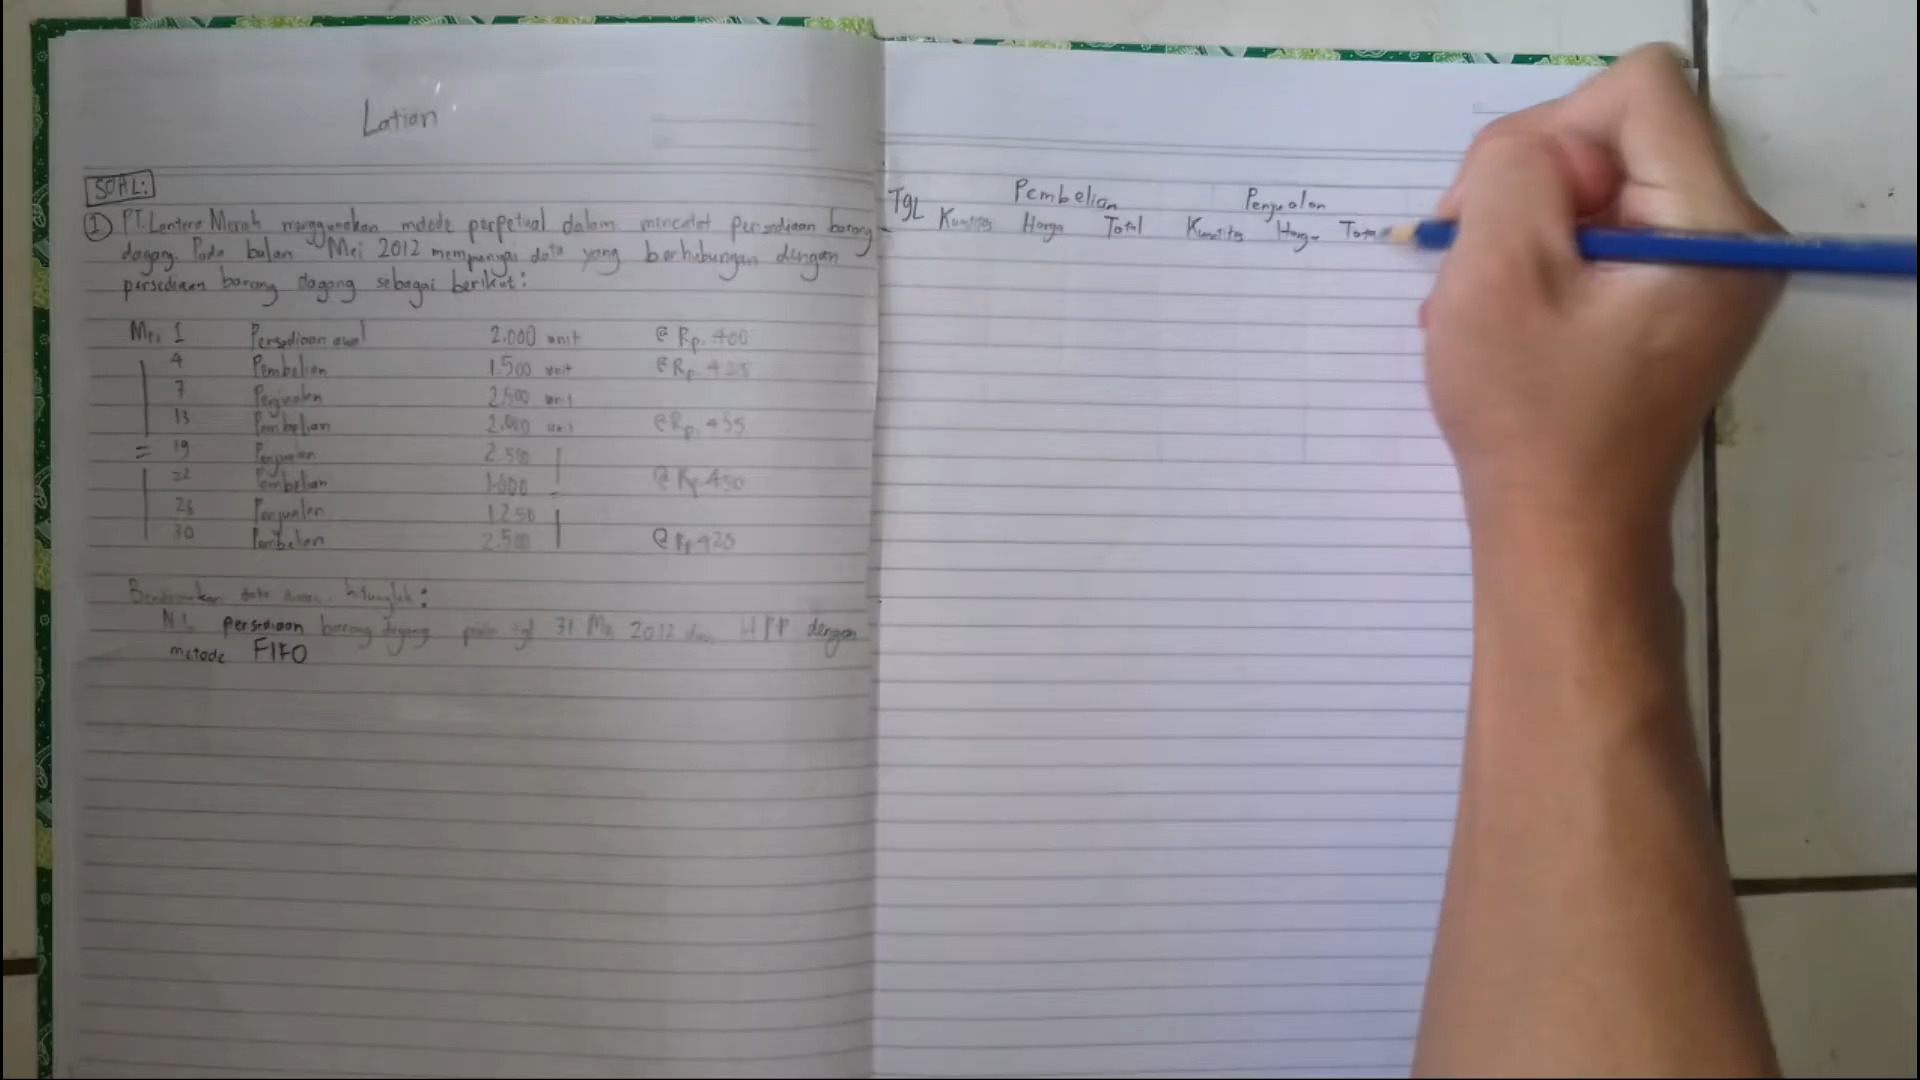 Latian
SOAL:
① PT. Lentera Merah menggunakan metode perpetual dalam mencatat persediaan barang
dagang. Pada bulan Mei 2012 mempunyai data yang berhubungan dengan
persediaan barang dagang sebagai berikut:
Mei 1 Persediaan awal 2.000 unit @ Rp. 400
4 Pembelian 1.500 unit @ Rp. 425
7 Penjualan 2.500 unit
13 Pembelian 2.000 unit @ Rp. 435
19 Penjualan 2.500
22 Pembelian 1.000 @ Rp. 450
26 Penjualan 1.250
30 Pembelian 2.500 @ Rp 425
Berdasarkan data diatas, hitunglah:
persediaan barang dagang pada tgl 31 Mei 2012 dan HPP dengan
metode FIFO
TgL Pembelian Penjualan
Kuantitas Harga Total Kuantitas Harga Total